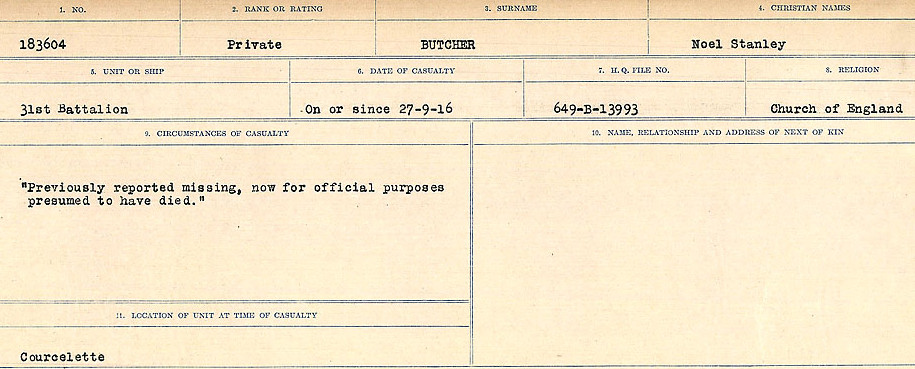 1. NO. 2. RANK OR RATING 3. SURNAME 4. CHRISTIAN NAMES
183604 Private BUTCHER Noel Stanley
5. UNIT OR SHIP 6. DATE OF CASUALTY 7. H. Q. FILE NO. 8. RELIGION
31st Battalion On or since 27-9-16 649-B-13993 Church of England
9. CIRCUMSTANCES OF CASUALTY 10. NAME, RELATIONSHIP AND ADDRESS OF NEXT OF KIN
"Previously reported missing, now for official purposes
presumed to have died."
11. LOCATION OF UNIT AT TIME OF CASUALTY
Courcelette